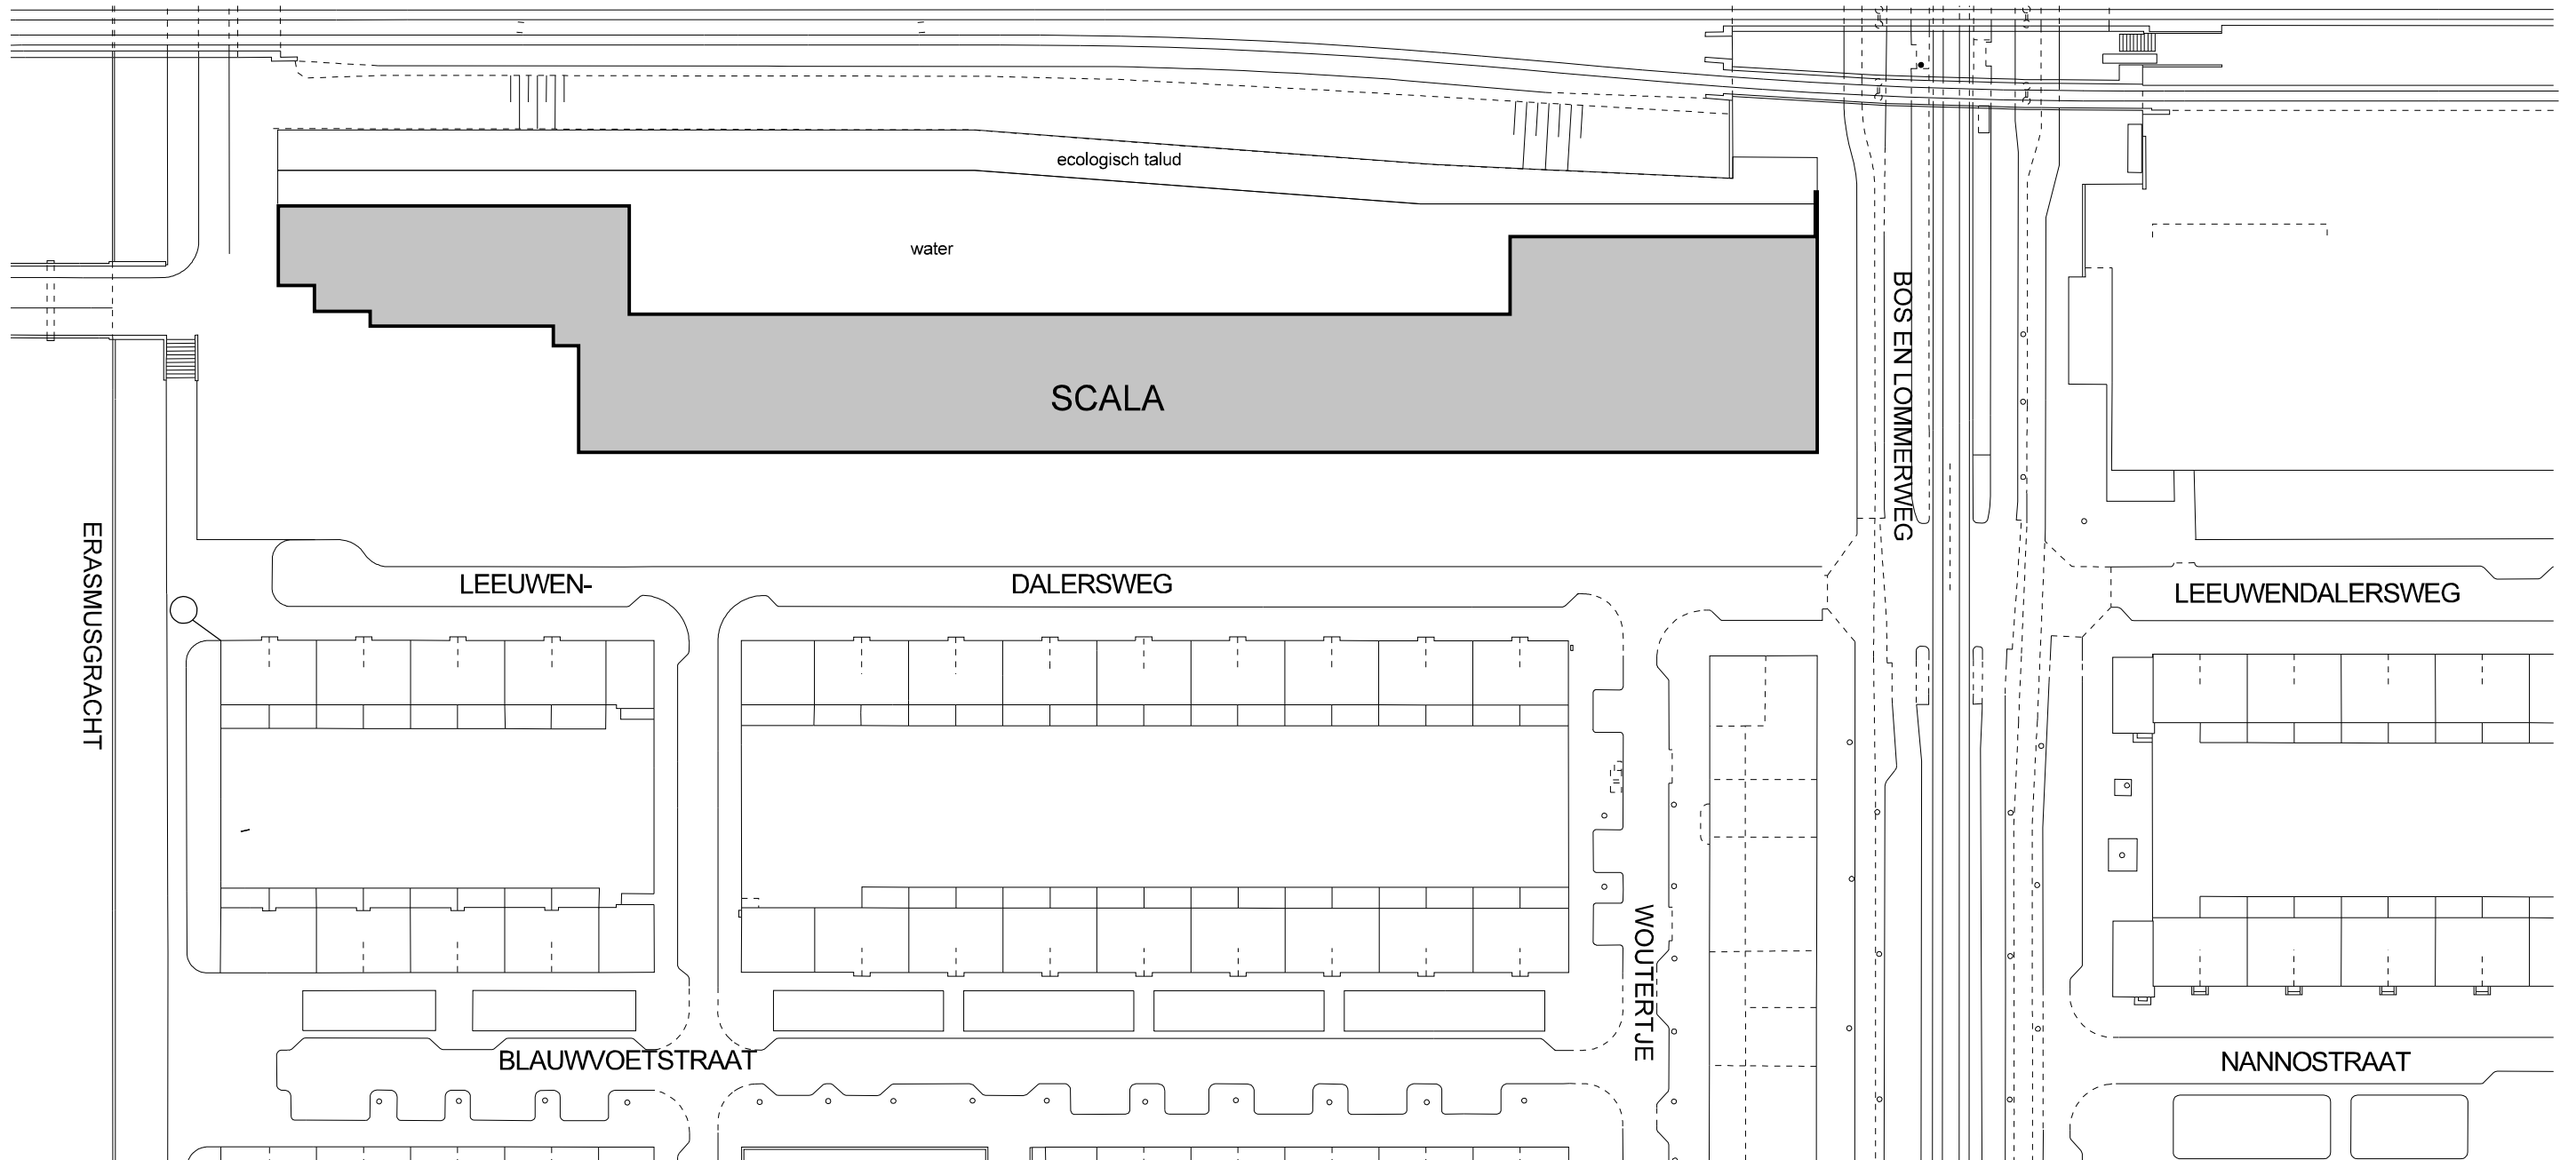 ecologisch talud
water
SCALA
BOS EN LOMMERWEG
ERASMUSGRACHT
LEEUWEN-
DALERSWEG
LEEUWENDALERSWEG
WOUTERTJE
BLAUWVOETSTRAAT
NANNOSTRAAT